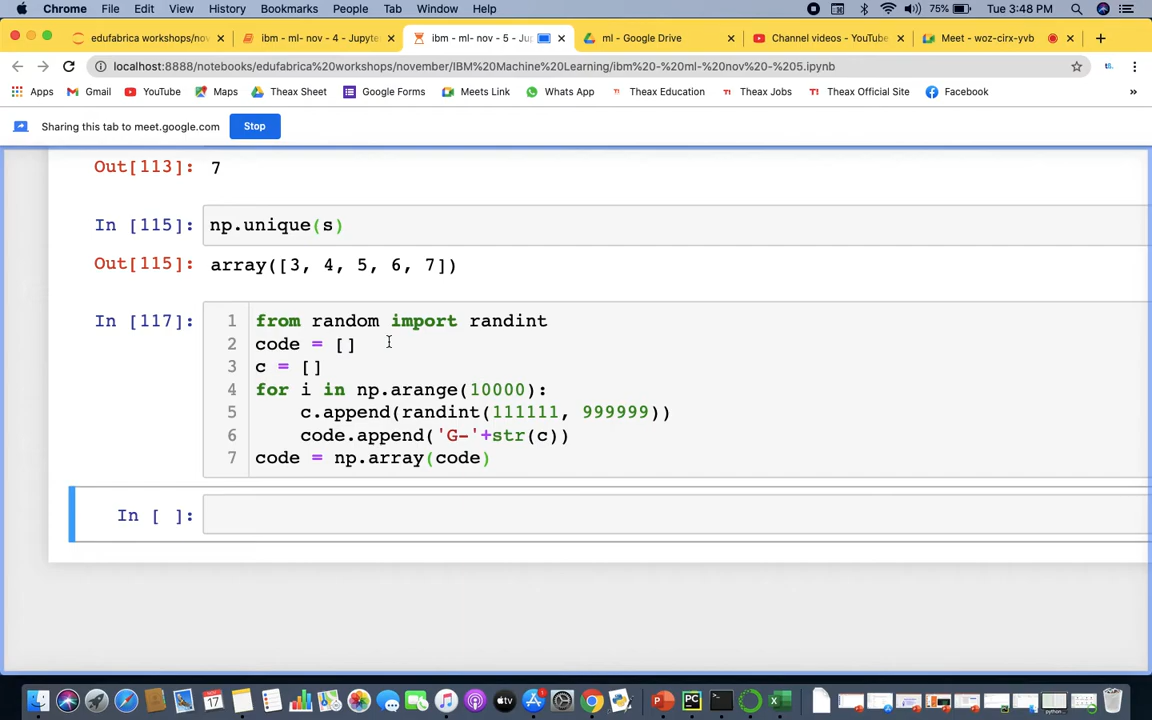 Chrome File Edit View History Bookmarks People Tab Window Help 75% Tue 3:48 PM
edufabrica workshops/nov ibm - ml- nov - 4 - Jupyte ibm - ml- nov - 5 - Ju ml - Google Drive Channel videos - YouTube Meet - woz-cirx-yvb
localhost:8888/notebooks/edufabrica%20workshops/november/IBM%20Machine%20Learning/ibm%20-%20ml-%20nov%20-%205.ipynb
Apps Gmail YouTube Maps Theax Sheet Google Forms Meets Link Whats App Theax Education Theax Jobs Theax Official Site Facebook »
Sharing this tab to meet.google.com Stop
Out[113]: 7
In [115]: np.unique(s)
Out[115]: array([3, 4, 5, 6, 7])
In [117]: 1 from random import randint
2 code = []
3 c = []
4 for i in np.arange(10000):
5 c.append(randint(111111, 999999))
6 code.append('G-'+str(c))
7 code = np.array(code)
In [ ]: